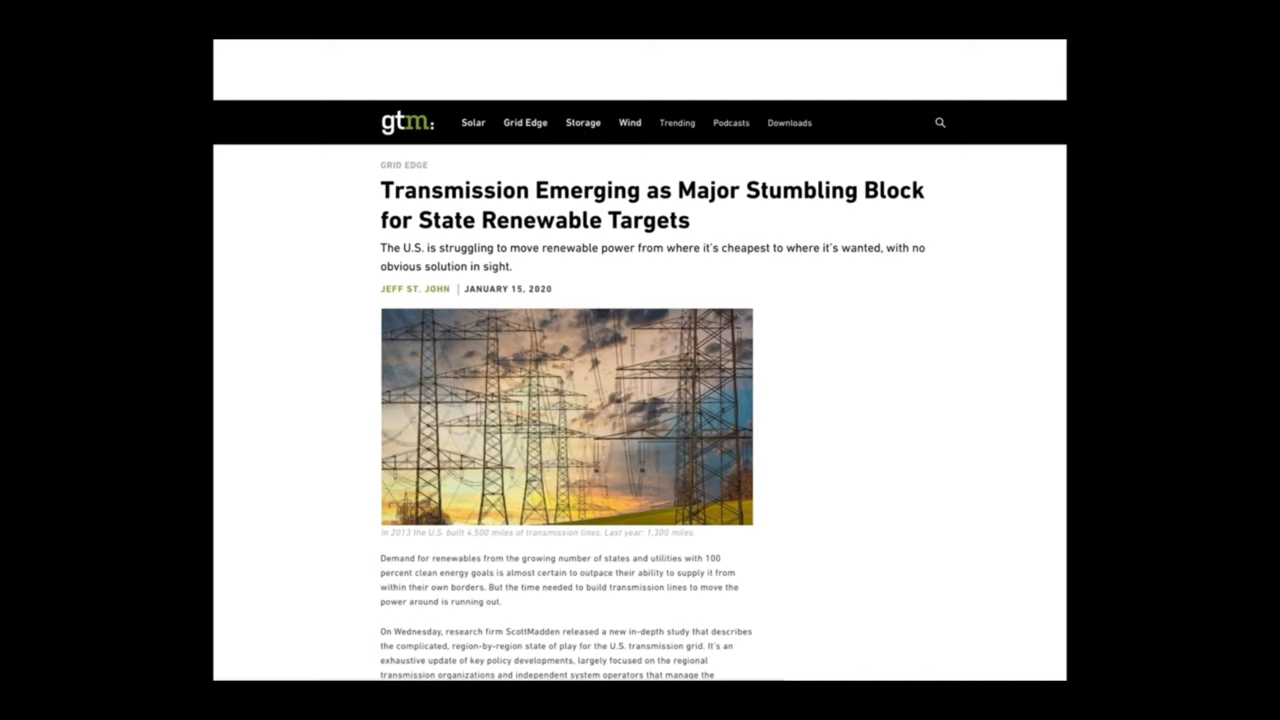 gtm:
Solar Grid Edge Storage Wind Trending Podcasts Downloads
GRID EDGE
Transmission Emerging as Major Stumbling Block
for State Renewable Targets
The U.S. is struggling to move renewable power from where it's cheapest to where it's wanted, with no
obvious solution in sight.
JEFF ST. JOHN | JANUARY 15, 2020
In 2013 the U.S. built 4,500 miles of transmission lines. Last year: 1,300 miles.
Demand for renewables from the growing number of states and utilities with 100
percent clean energy goals is almost certain to outpace their ability to supply it from
within their own borders. But the time needed to build transmission lines to move the
power around is running out.
On Wednesday, research firm ScottMadden released a new in-depth study that describes
the complicated, region-by-region state of play for the U.S. transmission grid. It's an
exhaustive update of key policy developments, largely focused on the regional
transmission organizations and independent system operators that manage the